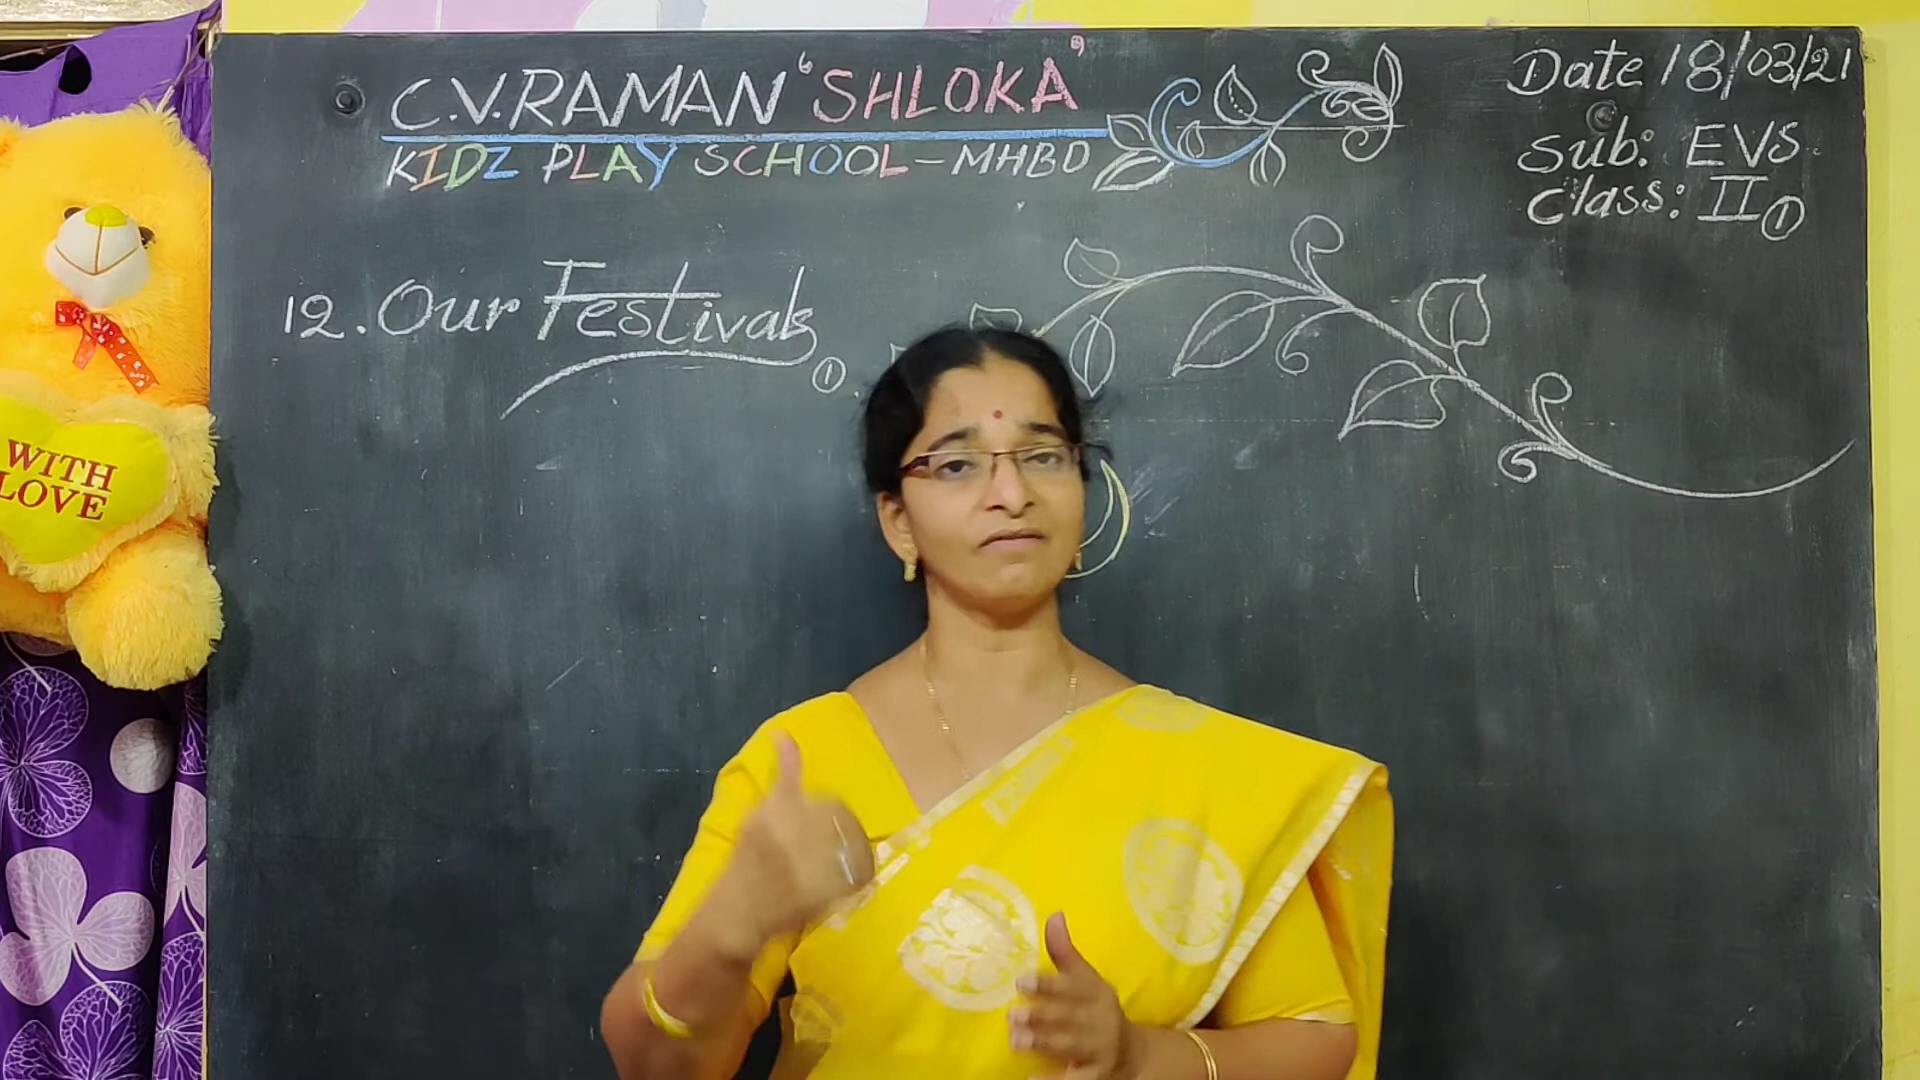 C.V.RAMAN 'SHLOKA'
KIDZ PLAY SCHOOL - MHBD
Date 18/03/21
Sub: EVS
Class: II ①
12. Our Festivals ①
WITH
LOVE